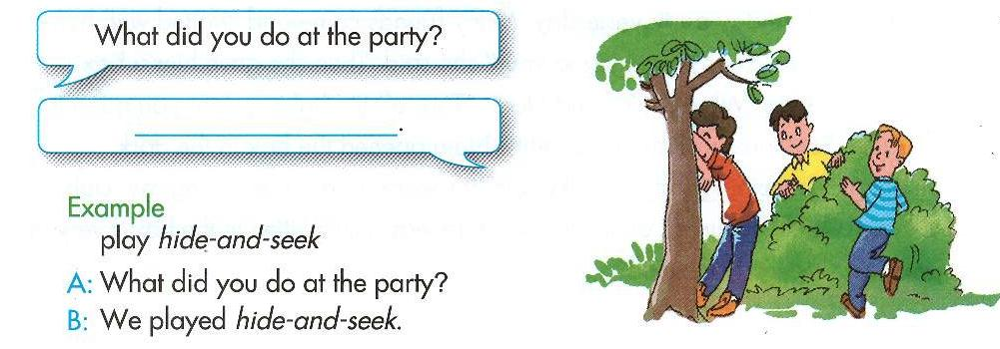 What did you do at the party?
____________________.
Example
play hide-and-seek
A: What did you do at the party?
B: We played hide-and-seek.